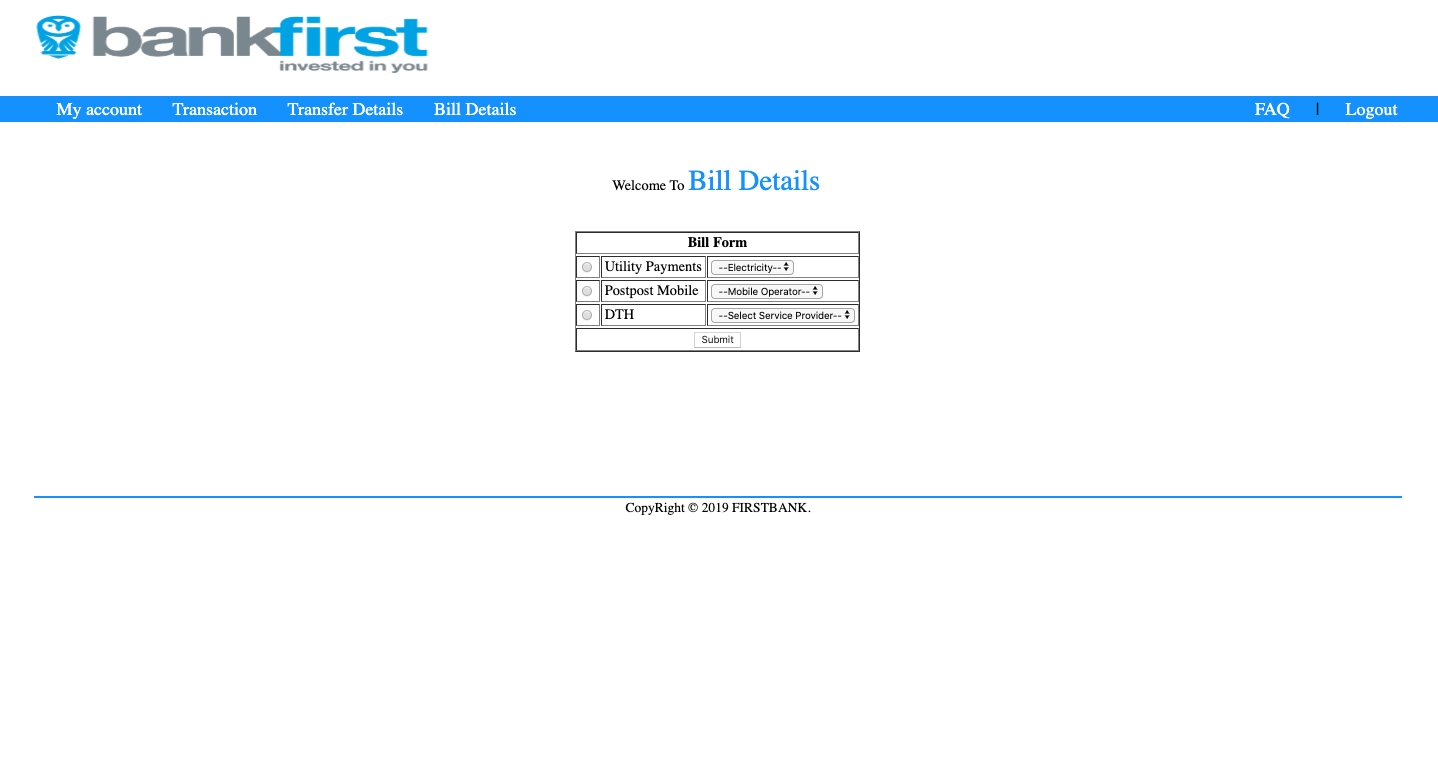 bankfirst
invested in you
My account Transaction Transfer Details Bill Details FAQ | Logout
Welcome To Bill Details
Bill Form
Utility Payments --Electricity--
Postpost Mobile --Mobile Operator--
DTH --Select Service Provider--
Submit
CopyRight © 2019 FIRSTBANK.